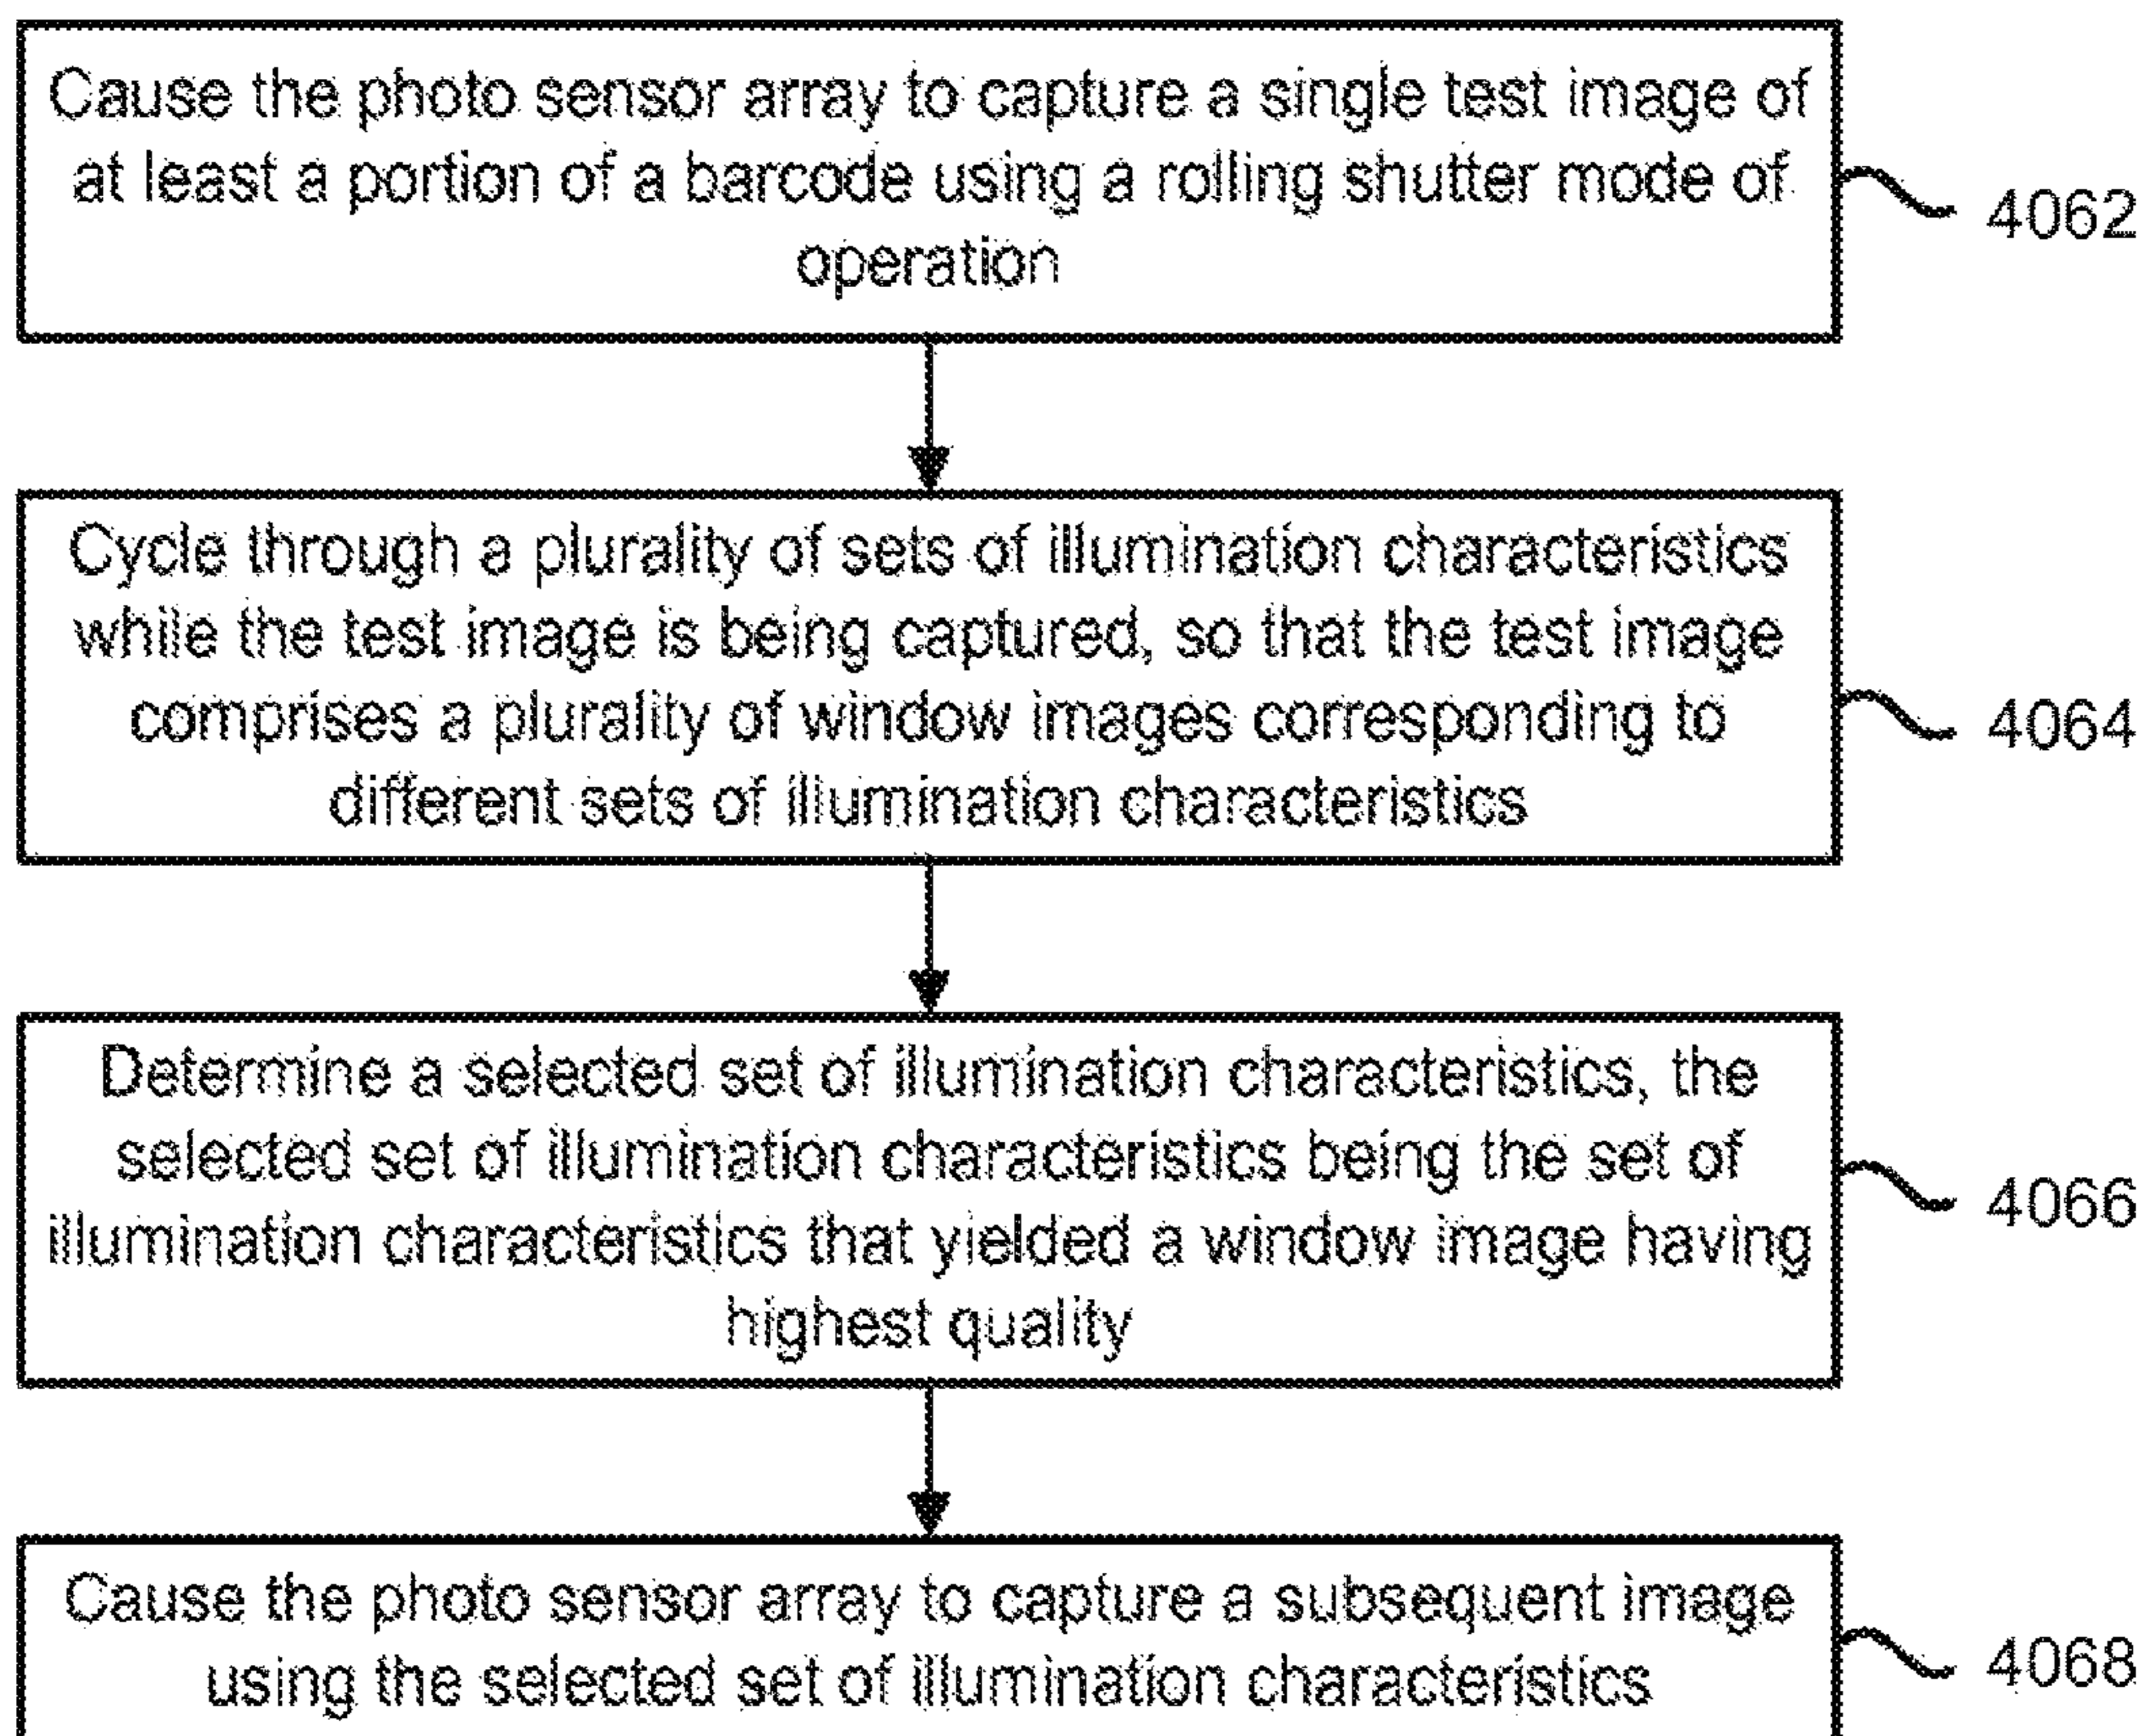 Cause the photo sensor array to capture a single test image of
at least a portion of a barcode using a rolling shutter mode of
operation
4062
Cycle through a plurality of sets of illumination characteristics
while the test image is being captured, so that the test image
comprises a plurality of window images corresponding to
different sets of illumination characteristics
4064
Determine a selected set of illumination characteristics, the
selected set of illumination characteristics being the set of
illumination characteristics that yielded a window image having
highest quality
4066
Cause the photo sensor array to capture a subsequent image
using the selected set of illumination characteristics
4068